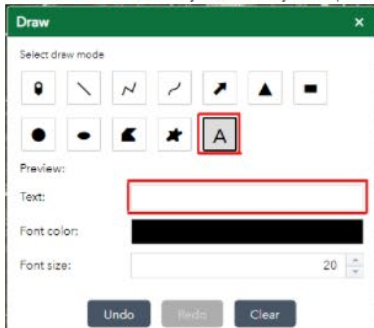 Draw ×
Select draw mode
A
Preview:
Text:
Font color:
Font size: 20
Undo Redo Clear